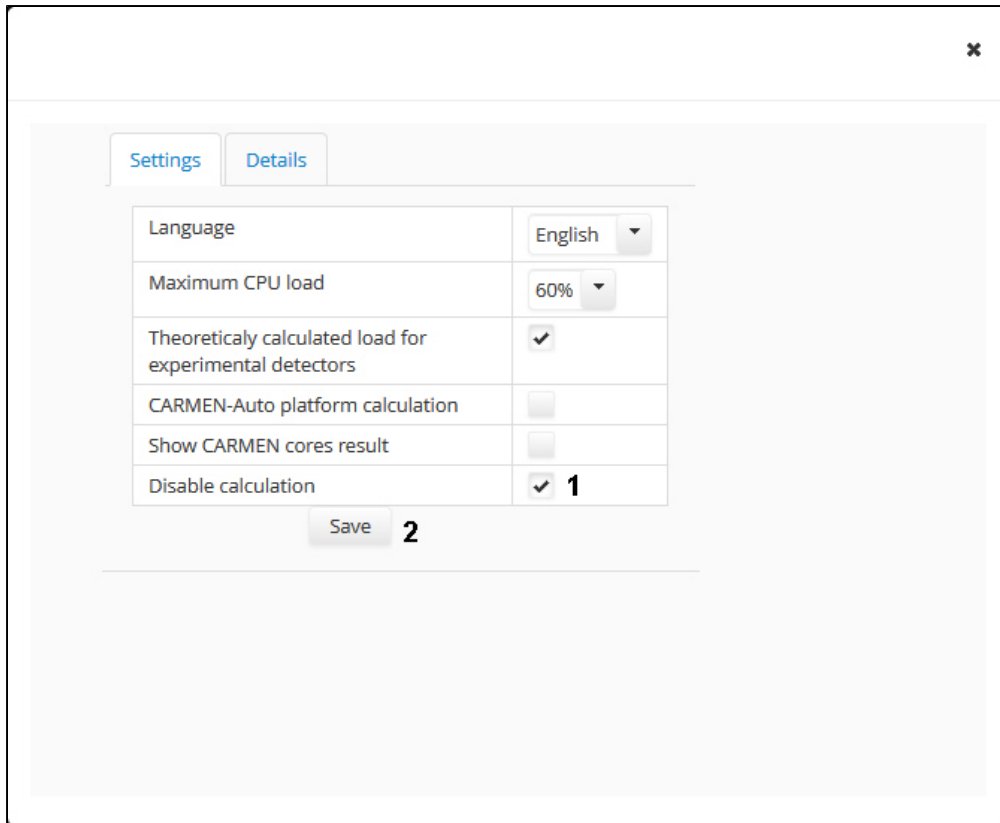 Settings Details
Language English
Maximum CPU load 60%
Theoreticaly calculated load for
experimental detectors
CARMEN-Auto platform calculation
Show CARMEN cores result
Disable calculation 1
Save 2